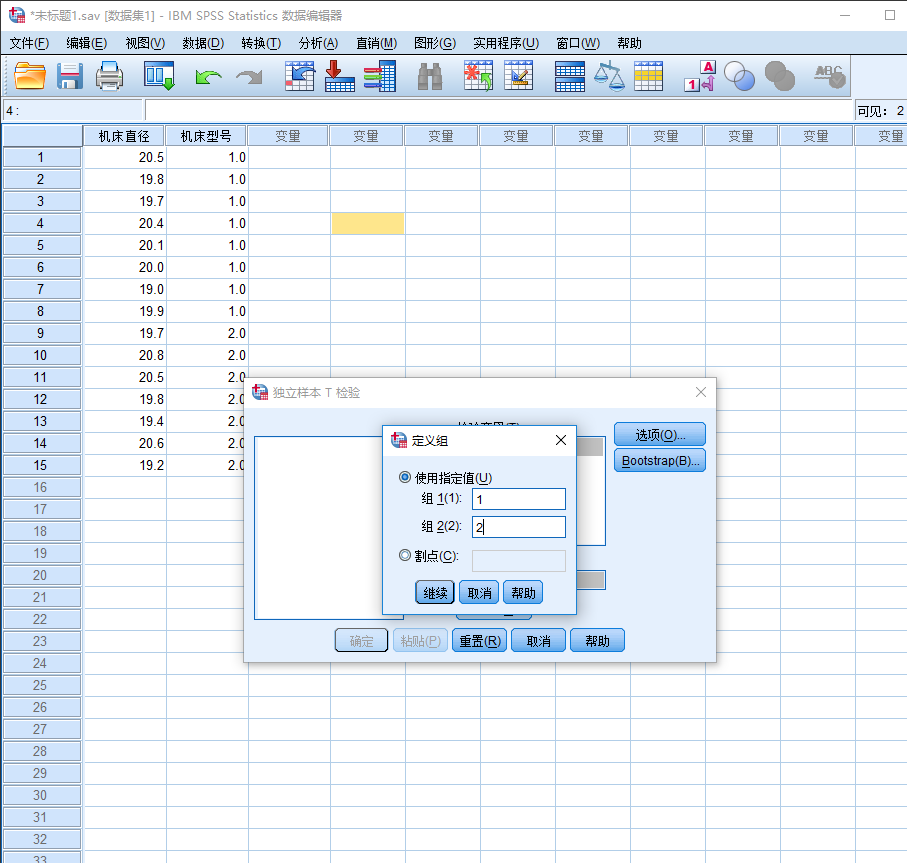 *未标题1.sav [数据集1] - IBM SPSS Statistics 数据编辑器
文件(F) 编辑(E) 视图(V) 数据(D) 转换(T) 分析(A) 直销(M) 图形(G) 实用程序(U) 窗口(W) 帮助
1 A ABC
4 : 可见: 2
机床直径 机床型号 变量 变量 变量 变量 变量 变量 变量 变量 变量
1 20.5 1.0
2 19.8 1.0
3 19.7 1.0
4 20.4 1.0
5 20.1 1.0
6 20.0 1.0
7 19.0 1.0
8 19.9 1.0
9 19.7 2.0
10 20.8 2.0
11 20.5 2.0
12 19.8 2.0
13 19.4 2.0
14 20.6 2.0
15 19.2 2.0
16
17
18
19
20
21
22
23
24
25
26
27
28
29
30
31
32
33
独立样本 T 检验
选项(O)...
Bootstrap(B)...
确定 粘贴(P) 重置(R) 取消 帮助
定义组
使用指定值(U)
组 1(1): 1
组 2(2): 2
割点(C):
继续 取消 帮助